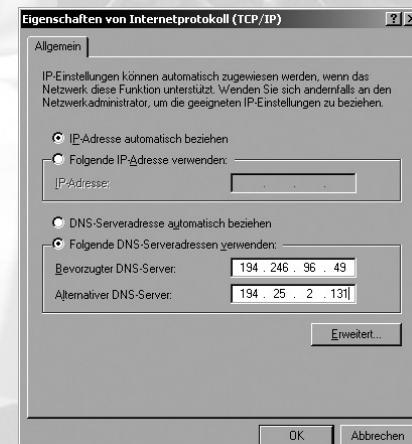 Eigenschaften von Internetprotokoll (TCP/IP)
Allgemein
IP-Einstellungen können automatisch zugewiesen werden, wenn das
Netzwerk diese Funktion unterstützt. Wenden Sie sich andernfalls an den
Netzwerkadministrator, um die geeigneten IP-Einstellungen zu beziehen.
IP-Adresse automatisch beziehen
Folgende IP-Adresse verwenden:
IP-Adresse:
DNS-Serveradresse automatisch beziehen
Folgende DNS-Serveradressen verwenden:
Bevorzugter DNS-Server: 194 . 246 . 96 . 49
Alternativer DNS-Server: 194 . 25 . 2 . 131
Erweitert...
OK Abbrechen